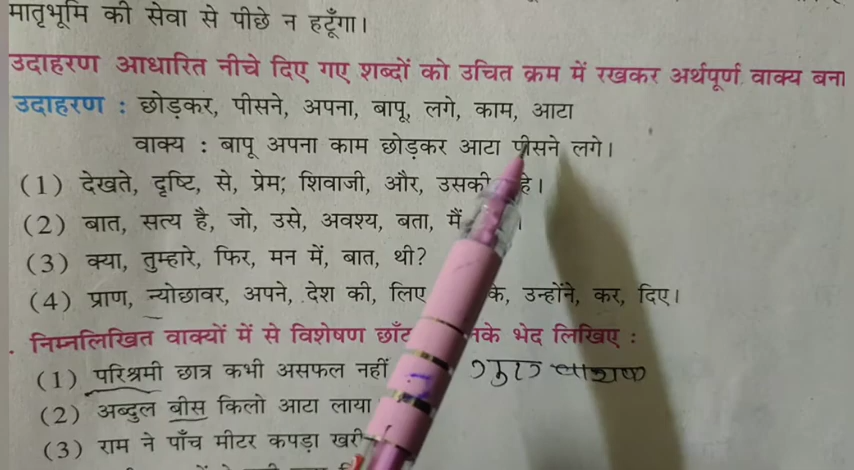 मातृभूमि की सेवा से पीछे न हटूँगा।
उदाहरण आधारित नीचे दिए गए शब्दों को उचित क्रम में रखकर अर्थपूर्ण वाक्य बना
उदाहरण : छोड़कर, पीसने, अपना, बापू, लगे, काम, आटा
वाक्य : बापू अपना काम छोड़कर आटा पीसने लगे।
(1) देखते, दृष्टि, से, प्रेम; शिवाजी, और, उसकी हे।
(2) बात, सत्य है, जो, उसे, अवश्य, बता, मैं
(3) क्या, तुम्हारे, फिर, मन में, बात, थी?
(4) प्राण, न्योछावर, अपने, देश की, लिए के, उन्होंने, कर, दिए।
निम्नलिखित वाक्यों में से विशेषण छाँट नके भेद लिखिए :
(1) परिश्रमी छात्र कभी असफल नहीं
(2) अब्दुल बीस किलो आटा लाया
(3) राम ने पाँच मीटर कपड़ा खरी